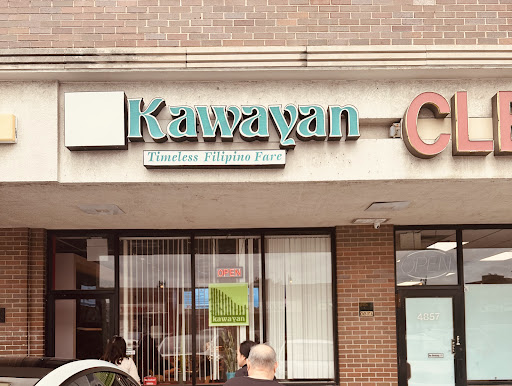 Kawayan
CLE
Timeless Filipino Fare
OPEN
kawayan
OPEN
4057